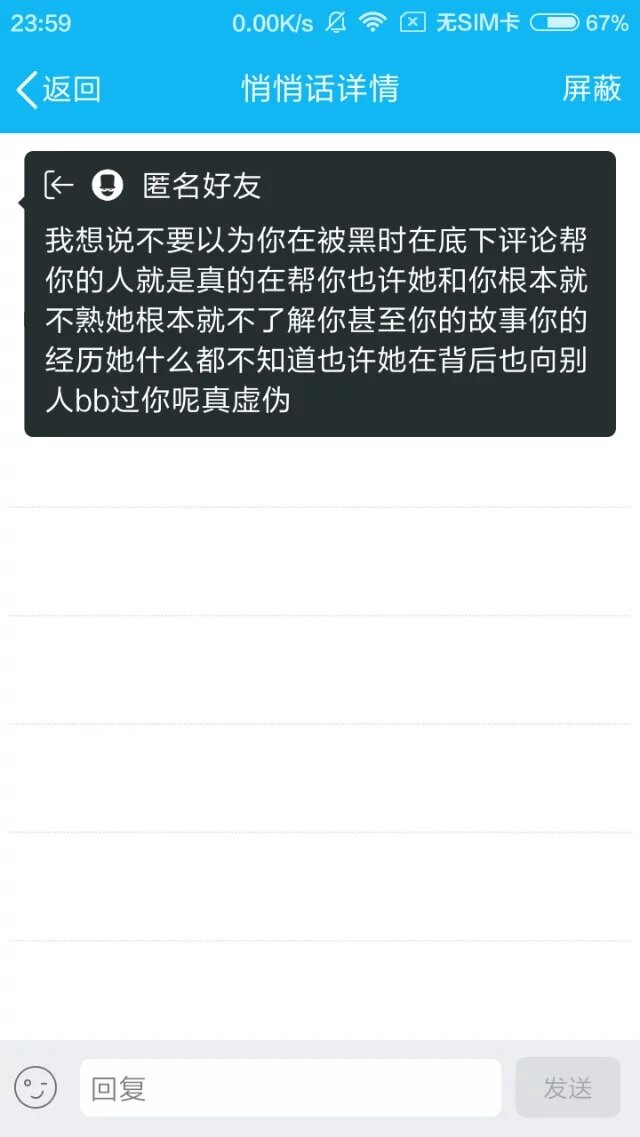 23:59 0.00K/s 无SIM卡 67%
返回 悄悄话详情 屏蔽
匿名好友
我想说不要以为你在被黑时在底下评论帮
你的人就是真的在帮你也许她和你根本就
不熟她根本就不了解你甚至你的故事你的
经历她什么都不知道也许她在背后也向别
人bb过你呢真虚伪
回复 发送